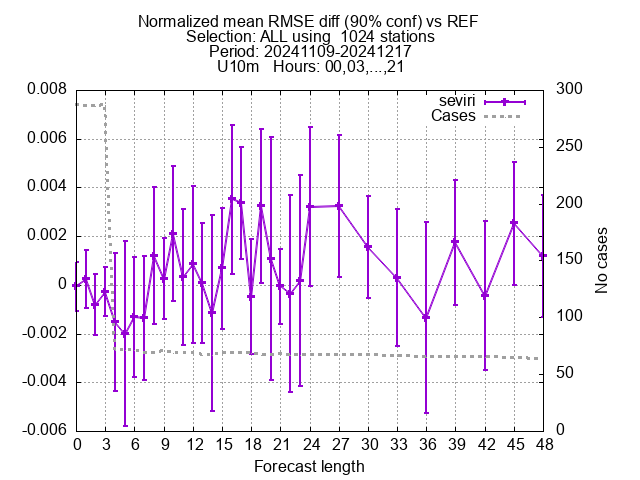 Normalized mean RMSE diff (90% conf) vs REF
Selection: ALL using  1024 stations
Period: 20241109-20241217
U10m   Hours: 00,03,...,21
seviri
Cases
0.008
0.006
0.004
0.002
0
-0.002
-0.004
-0.006
300
250
200
150
100
50
0
No cases
0 3 6 9 12 15 18 21 24 27 30 33 36 39 42 45 48
Forecast length